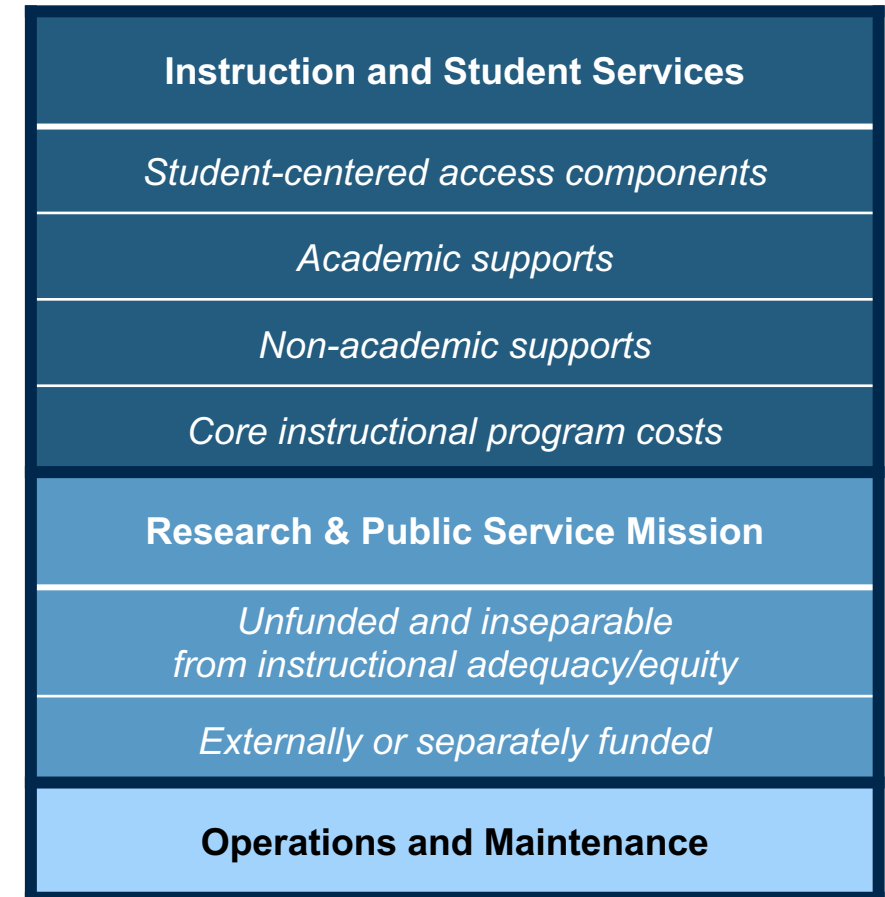 Instruction and Student Services
Student-centered access components
Academic supports
Non-academic supports
Core instructional program costs
Research & Public Service Mission
Unfunded and inseparable
from instructional adequacy/equity
Externally or separately funded
Operations and Maintenance